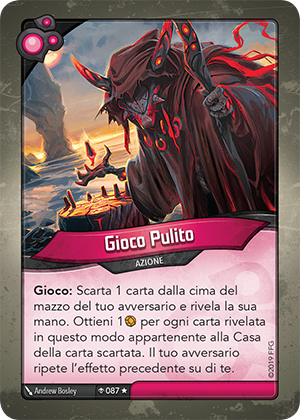 Gioco Pulito
AZIONE
Gioco: Scarta 1 carta dalla cima del
mazzo del tuo avversario e rivela la sua
mano. Ottieni 1 per ogni carta rivelata
in questo modo appartenente alla Casa
della carta scartata. Il tuo avversario
ripete l'effetto precedente su di te.
©2019 FFG
Andrew Bosley
087